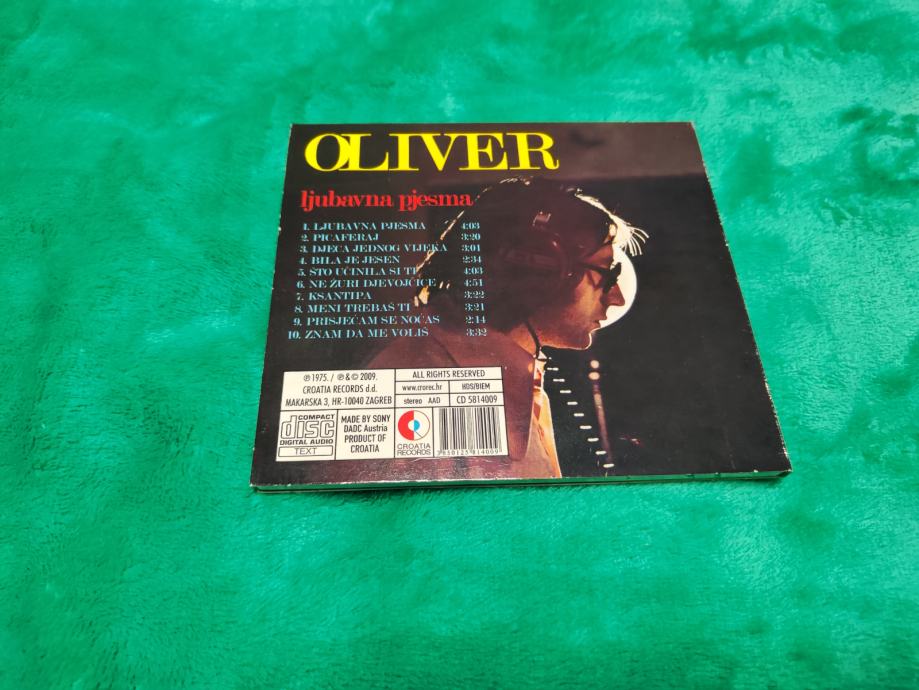 OLIVER
ljubavna pjesma
1. LJUBAVNA PJESMA 4:03
2. PICAFERAJ 3:20
3. DJECA JEDNOG VIJEKA 3:01
4. BILA JE JESEN 2:34
5. ŠTO UČINILA SI TI 4:03
6. NE ŽURI DJEVOJČICE 4:51
7. KSANTIPA 3:22
8. MENI TREBAŠ TI 3:21
9. PRISJEĆAM SE NOĆAS 2:14
10. ZNAM DA ME VOLIŠ 3:32
℗ 1975. / ℗ & © 2009.
CROATIA RECORDS d.d.
MAKARSKA 3, HR-10040 ZAGREB
ALL RIGHTS RESERVED
www.crorec.hr HDS/BIEM
stereo AAD CD 5814009
COMPACT
disc
DIGITAL AUDIO
TEXT
MADE BY SONY
DADC Austria
PRODUCT OF
CROATIA
CROATIA
RECORDS
3850125814009